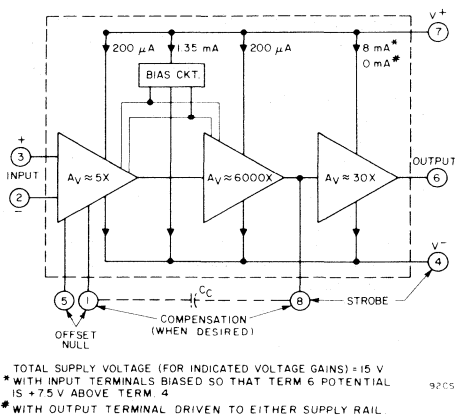 V+
7
200 μA
1.35 mA
200 μA
8 mA*
0 mA#
BIAS CKT.
+
3
INPUT
2
−
AV ≈ 5X
AV ≈ 6000X
AV ≈ 30X
OUTPUT
6
V-
4
5
1
CC
8
STROBE
OFFSET
NULL
COMPENSATION
(WHEN DESIRED)
TOTAL SUPPLY VOLTAGE (FOR INDICATED VOLTAGE GAINS) = 15 V
* WITH INPUT TERMINALS BIASED SO THAT TERM 6 POTENTIAL
IS +7.5 V ABOVE TERM. 4
# WITH OUTPUT TERMINAL DRIVEN TO EITHER SUPPLY RAIL.
92CS